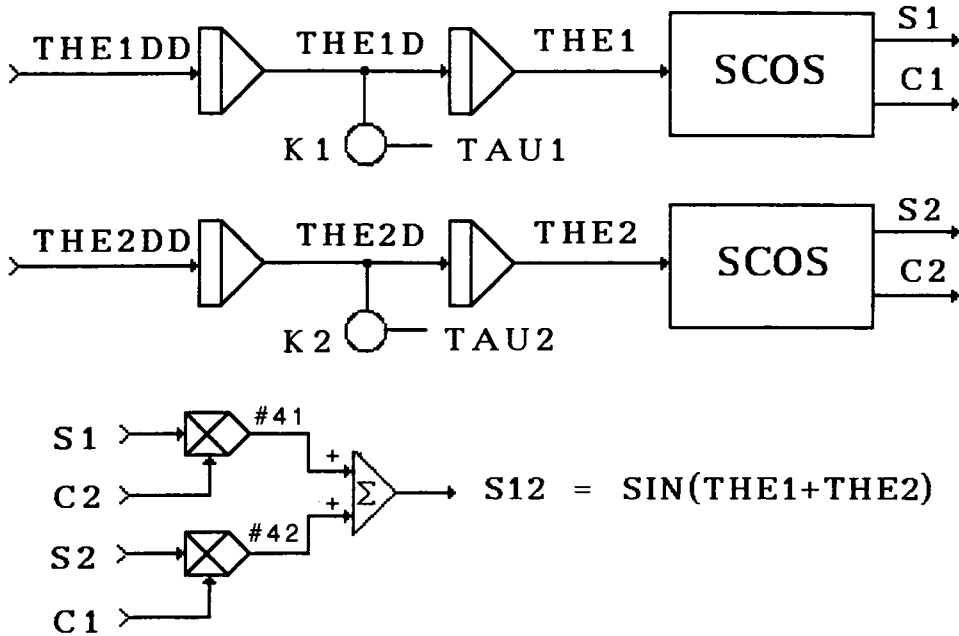 THE1DD THE1D THE1 SCOS S1
C1
K1 TAU1
THE2DD THE2D THE2 SCOS S2
C2
K2 TAU2
S1 #41
C2
+
Σ
+
S12 = SIN(THE1+THE2)
S2 #42
C1